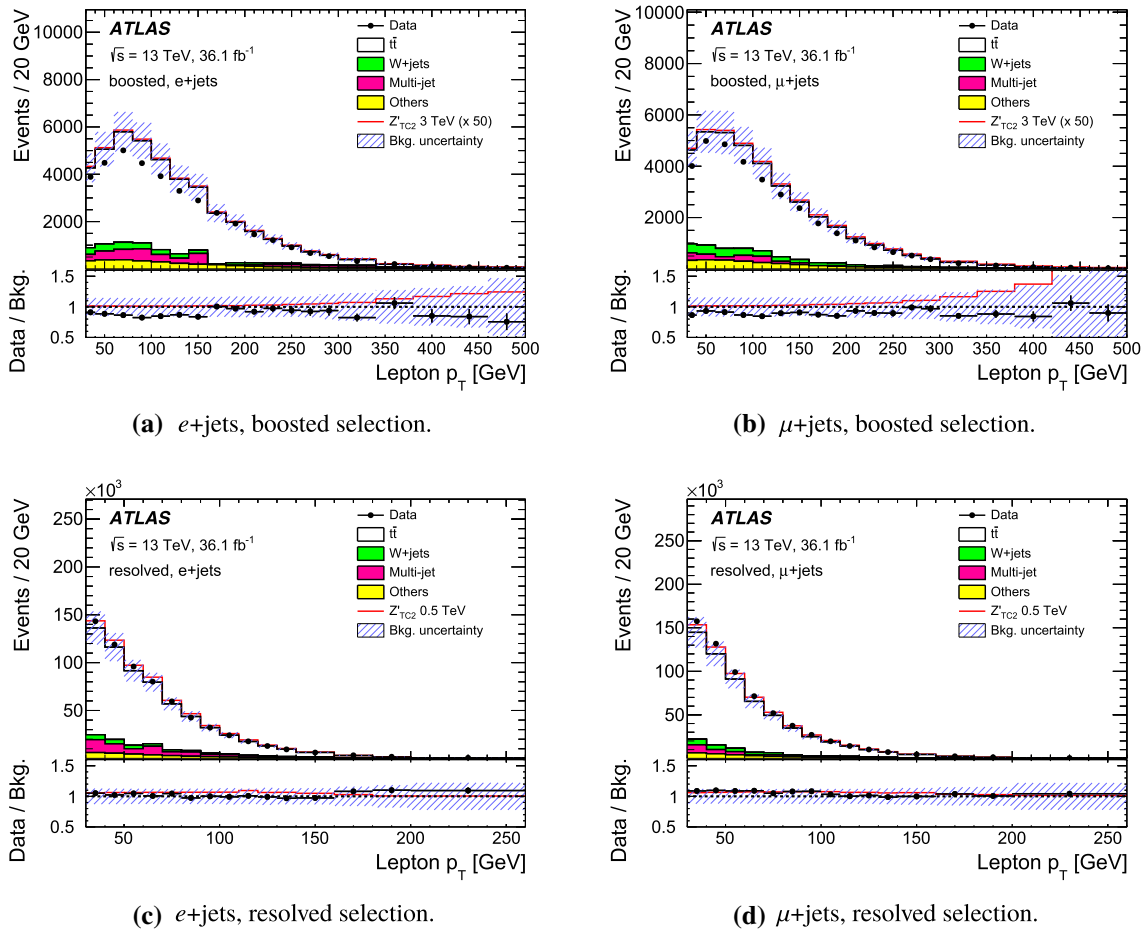 Events / 20 GeV
10000
8000
6000
4000
2000
ATLAS
√s = 13 TeV, 36.1 fb-1
boosted, e+jets
Data
tt̄
W+jets
Multi-jet
Others
Z'TC2 3 TeV (x 50)
Bkg. uncertainty
Data / Bkg.
1.5
1
0.5
50 100 150 200 250 300 350 400 450 500
Lepton pT [GeV]
(a) e+jets, boosted selection.
Events / 20 GeV
10000
8000
6000
4000
2000
ATLAS
√s = 13 TeV, 36.1 fb-1
boosted, μ+jets
Data
tt̄
W+jets
Multi-jet
Others
Z'TC2 3 TeV (x 50)
Bkg. uncertainty
Data / Bkg.
1.5
1
0.5
50 100 150 200 250 300 350 400 450 500
Lepton pT [GeV]
(b) μ+jets, boosted selection.
×10³
Events / 20 GeV
250
200
150
100
50
ATLAS
√s = 13 TeV, 36.1 fb-1
resolved, e+jets
Data
tt̄
W+jets
Multi-jet
Others
Z'TC2 0.5 TeV
Bkg. uncertainty
Data / Bkg.
1.5
1
0.5
50 100 150 200 250
Lepton pT [GeV]
(c) e+jets, resolved selection.
×10³
Events / 20 GeV
250
200
150
100
50
ATLAS
√s = 13 TeV, 36.1 fb-1
resolved, μ+jets
Data
tt̄
W+jets
Multi-jet
Others
Z'TC2 0.5 TeV
Bkg. uncertainty
Data / Bkg.
1.5
1
0.5
50 100 150 200 250
Lepton pT [GeV]
(d) μ+jets, resolved selection.